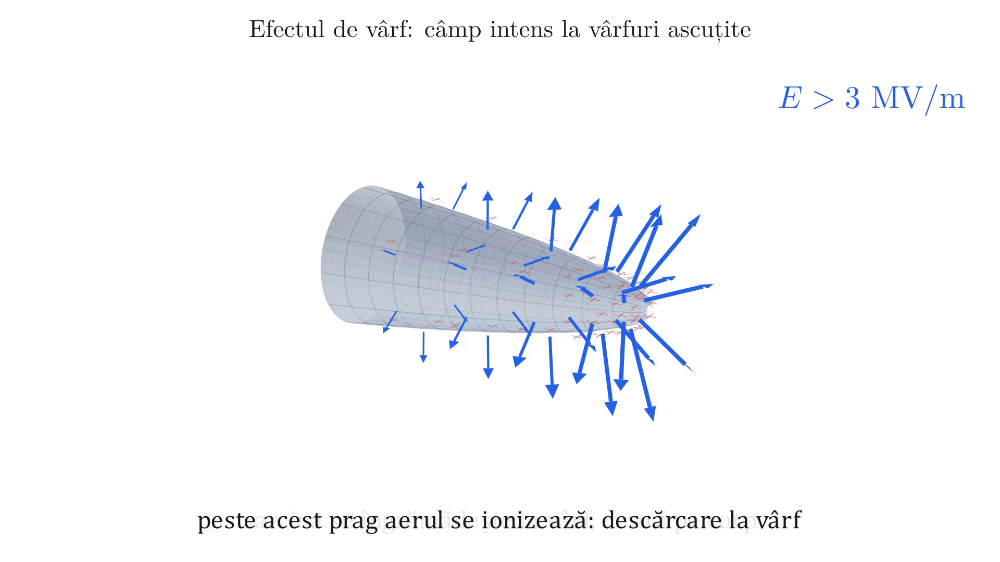 Efectul de vârf: câmp intens la vârfuri ascuțite
E > 3 MV/m
peste acest prag aerul se ionizează: descărcare la vârf